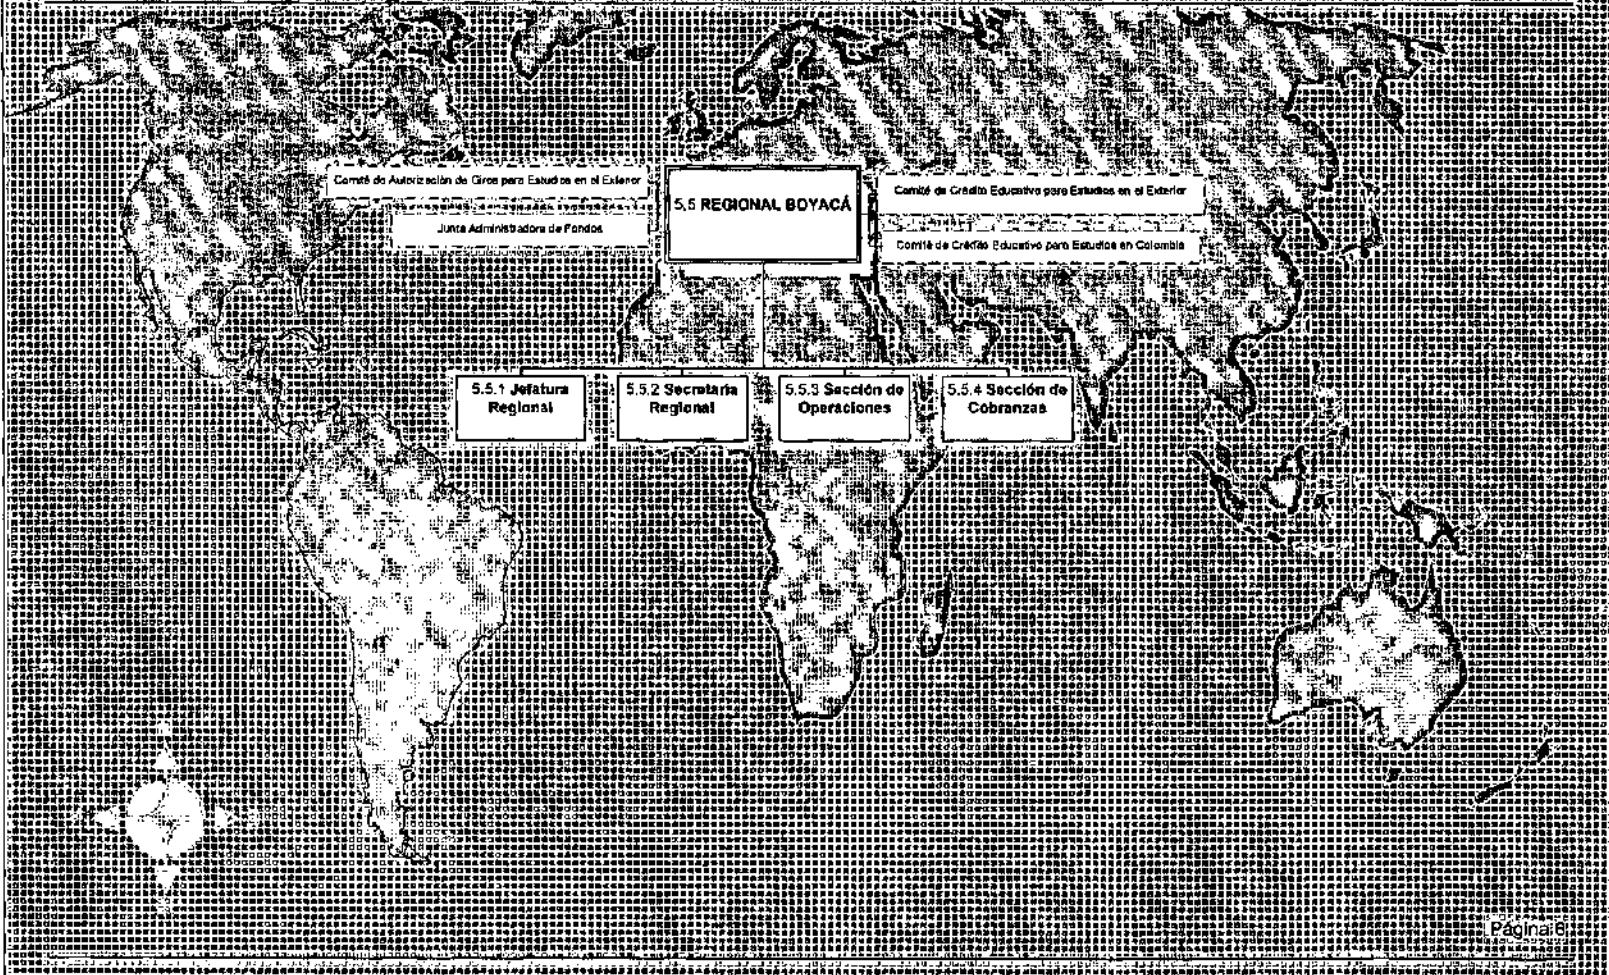 Comité de Autorización de Giros para Estudios en el Exterior
Junta Administradora de Fondos
5.5 REGIONAL BOYACÁ
Comité de Crédito Educativo para Estudios en el Exterior
Comité de Crédito Educativo para Estudios en Colombia
5.5.1 Jefatura
Regional
5.5.2 Secretaria
Regional
5.5.3 Sección de
Operaciones
5.5.4 Sección de
Cobranzas
Página